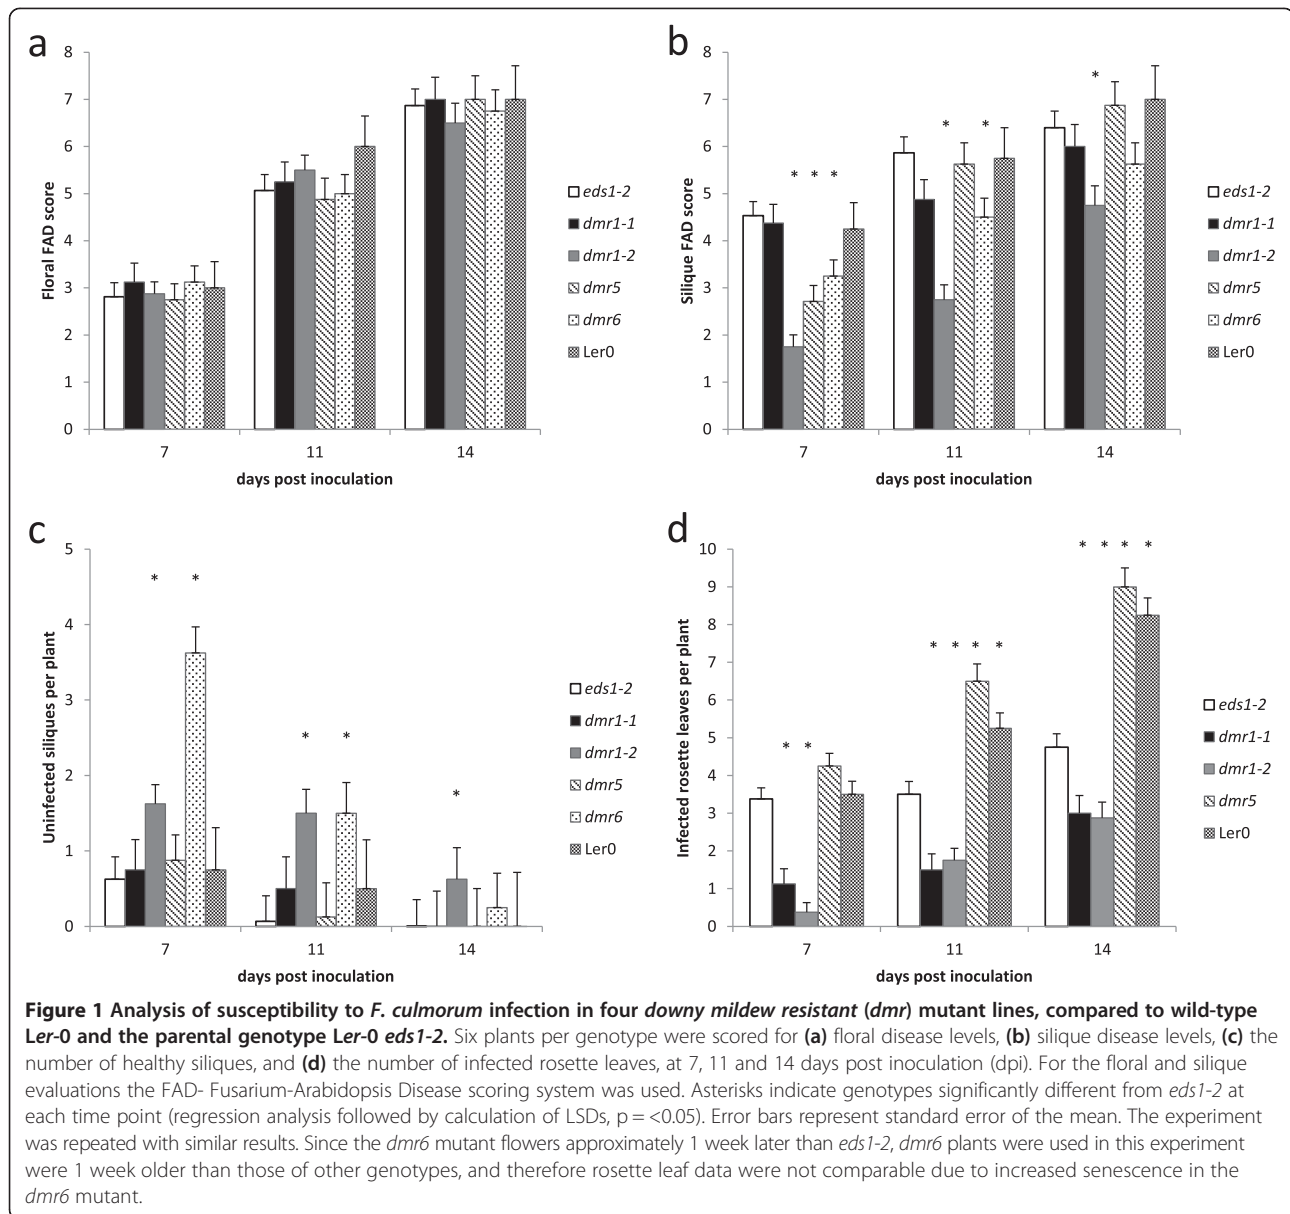 a
8
7
6
5
4
3
2
1
0
Floral FAD score
7 11 14
days post inoculation
eds1-2
dmr1-1
dmr1-2
dmr5
dmr6
Ler0
b
8
7
6
5
4
3
2
1
0
Silique FAD score
* * *
* *
*
7 11 14
days post inoculation
eds1-2
dmr1-1
dmr1-2
dmr5
dmr6
Ler0
c
5
4
3
2
1
0
Uninfected siliques per plant
* *
* *
*
7 11 14
days post inoculation
eds1-2
dmr1-1
dmr1-2
dmr5
dmr6
Ler0
d
10
9
8
7
6
5
4
3
2
1
0
Infected rosette leaves per plant
* *
* * * *
* * * *
7 11 14
days post inoculation
eds1-2
dmr1-1
dmr1-2
dmr5
Ler0
Figure 1 Analysis of susceptibility to F. culmorum infection in four downy mildew resistant (dmr) mutant lines, compared to wild-type
Ler-0 and the parental genotype Ler-0 eds1-2. Six plants per genotype were scored for (a) floral disease levels, (b) silique disease levels, (c) the
number of healthy siliques, and (d) the number of infected rosette leaves, at 7, 11 and 14 days post inoculation (dpi). For the floral and silique
evaluations the FAD- Fusarium-Arabidopsis Disease scoring system was used. Asterisks indicate genotypes significantly different from eds1-2 at
each time point (regression analysis followed by calculation of LSDs, p = <0.05). Error bars represent standard error of the mean. The experiment
was repeated with similar results. Since the dmr6 mutant flowers approximately 1 week later than eds1-2, dmr6 plants were used in this experiment
were 1 week older than those of other genotypes, and therefore rosette leaf data were not comparable due to increased senescence in the
dmr6 mutant.